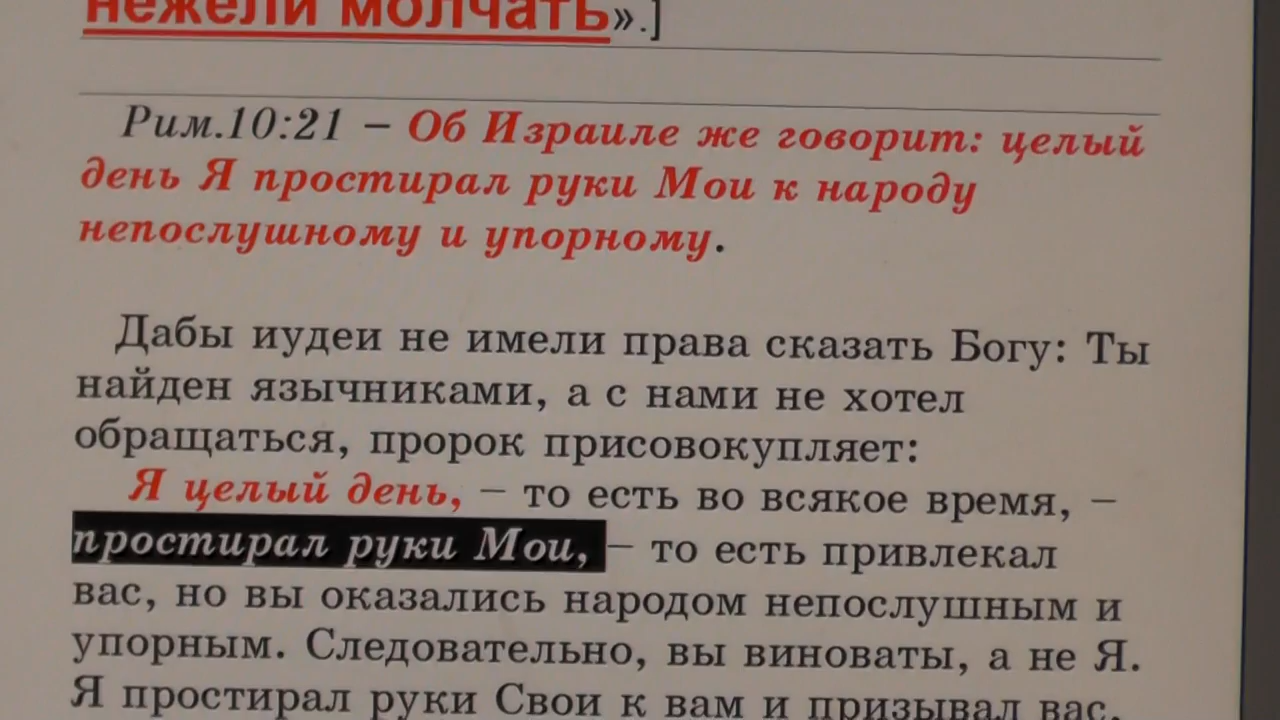 нежели молчать».]
Рим.10:21 – Об Израиле же говорит: целый
день Я простирал руки Мои к народу
непослушному и упорному.
Дабы иудеи не имели права сказать Богу: Ты
найден язычниками, а с нами не хотел
обращаться, пророк присовокупляет:
Я целый день, – то есть во всякое время, –
простирал руки Мои, – то есть привлекал
вас, но вы оказались народом непослушным и
упорным. Следовательно, вы виноваты, а не Я.
Я простирал руки Свои к вам и призывал вас,